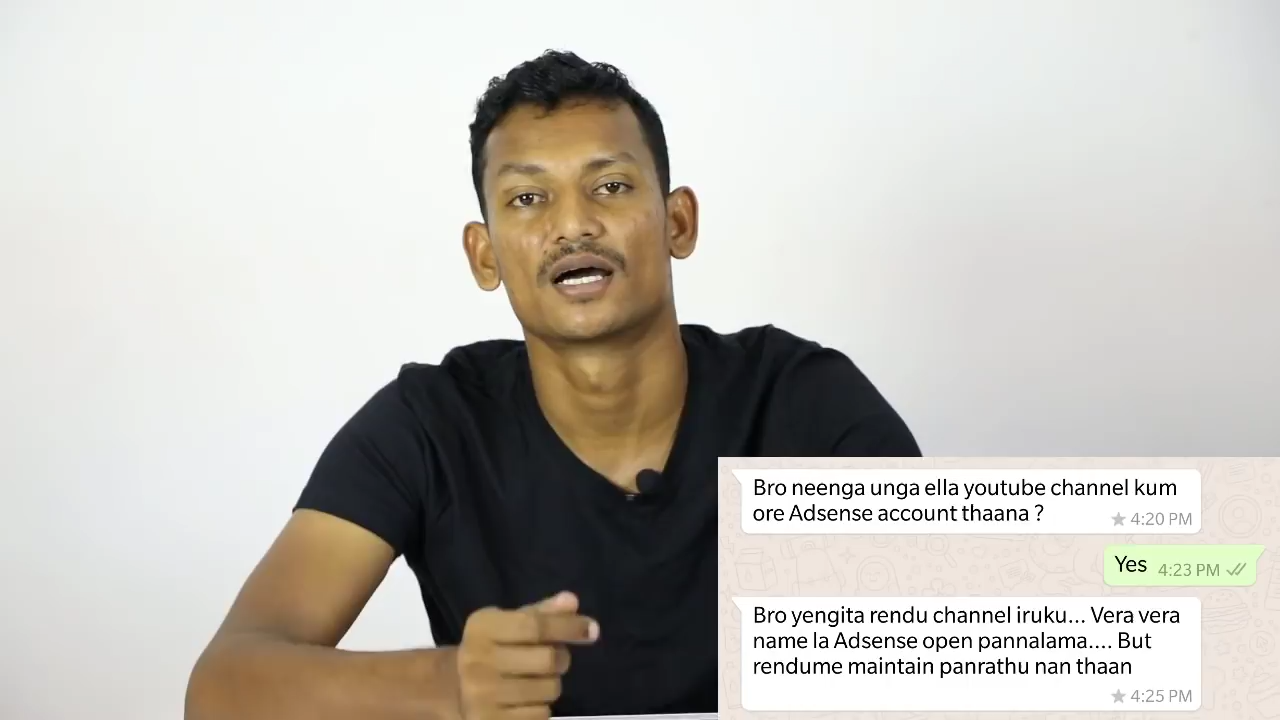 Bro neenga unga ella youtube channel kum
ore Adsense account thaana ?
4:20 PM
Yes 4:23 PM
Bro yengita rendu channel iruku... Vera vera
name la Adsense open pannalama.... But
rendume maintain panrathu nan thaan
4:25 PM